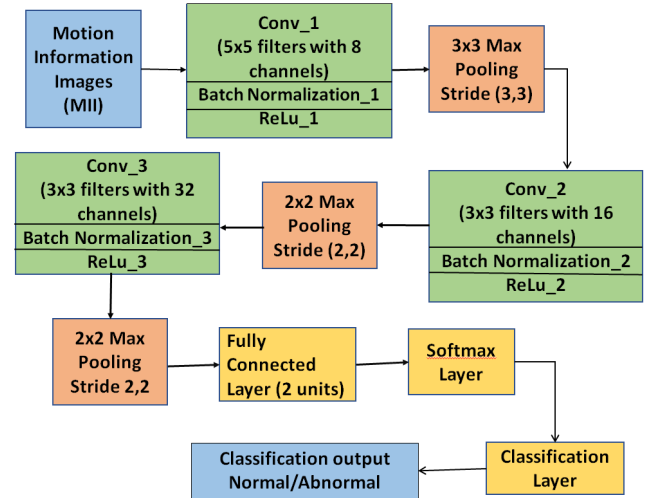 Motion
Information
Images
(MII)
Conv_1
(5x5 filters with 8
channels)
Batch Normalization_1
ReLu_1
3x3 Max
Pooling
Stride (3,3)
Conv_2
(3x3 filters with 16
channels)
Batch Normalization_2
ReLu_2
2x2 Max
Pooling
Stride (2,2)
Conv_3
(3x3 filters with 32
channels)
Batch Normalization_3
ReLu_3
2x2 Max
Pooling
Stride 2,2
Fully
Connected
Layer (2 units)
Softmax
Layer
Classification
Layer
Classification output
Normal/Abnormal